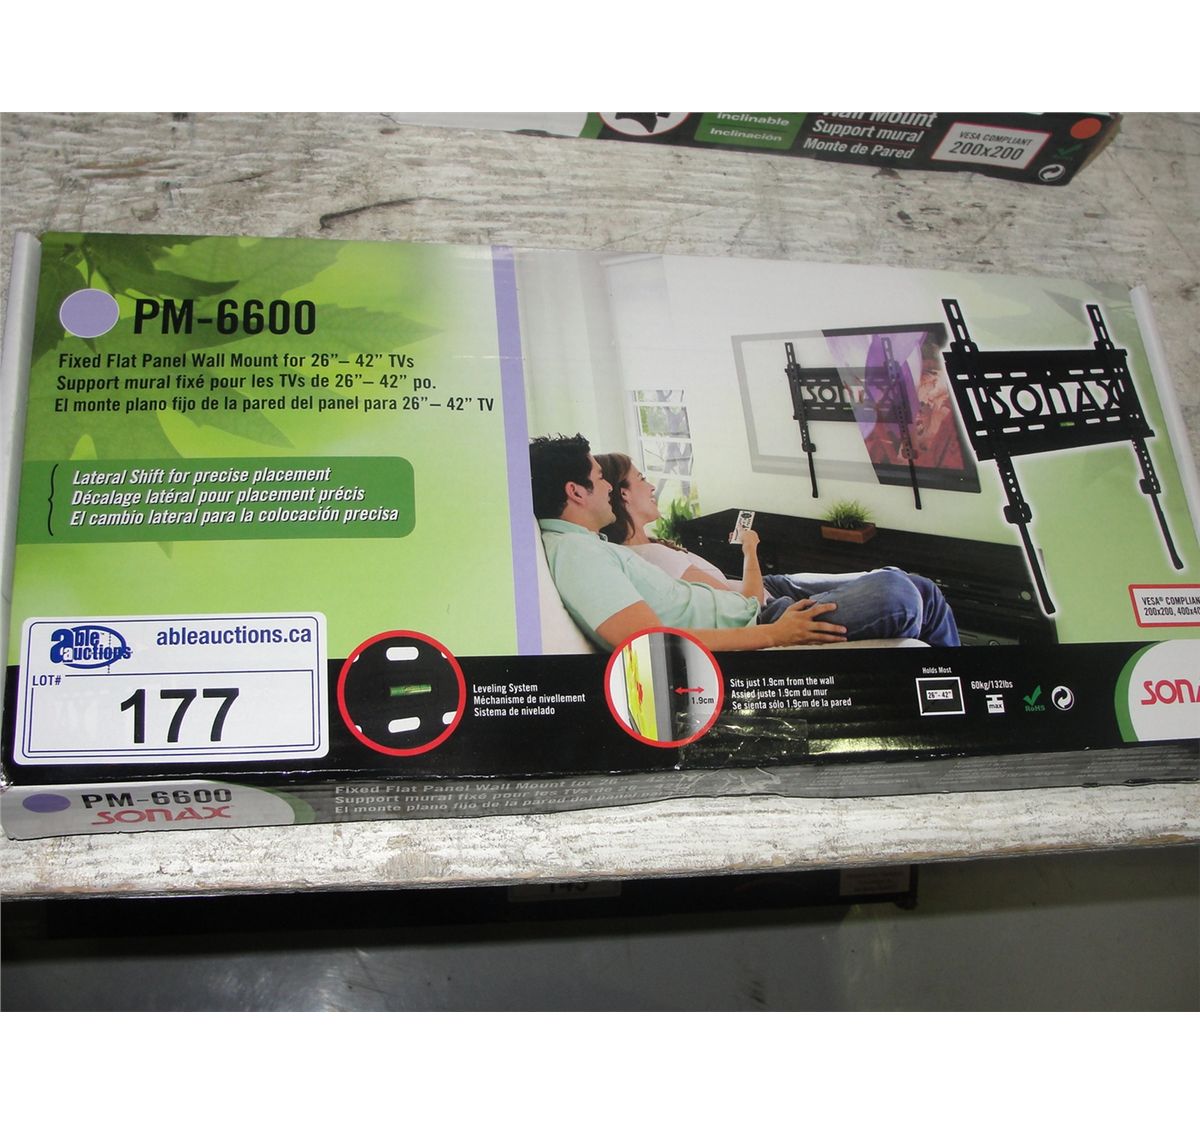 Inclinable
Inclinación
Wall Mount
Support mural
Monte de Pared
VESA COMPLIANT
200x200
PM-6600
Fixed Flat Panel Wall Mount for 26”– 42” TVs
Support mural fixé pour les TVs de 26”– 42” po.
El monte plano fijo de la pared del panel para 26”– 42” TV
Lateral Shift for precise placement
Décalage latéral pour placement précis
El cambio lateral para la colocación precisa
SONAX
SONAX
VESA® COMPLIANT
200x200,
able
auctions
ableauctions.ca
LOT#
177
Leveling System
Méchanisme de nivellement
Sistema de nivelado
1.9cm
Sits just 1.9cm from the wall
Assied juste 1.9cm du mur
Se sienta sólo 1.9cm de la pared
Holds Most
26"- 42"
60kg/132lbs
max
RoHS
SONA
PM-6600
SONAX
Fixed Flat Panel Wall Mount for
Support mural fixé pour les TVs de 26
El monte plano fijo de la pared del panel